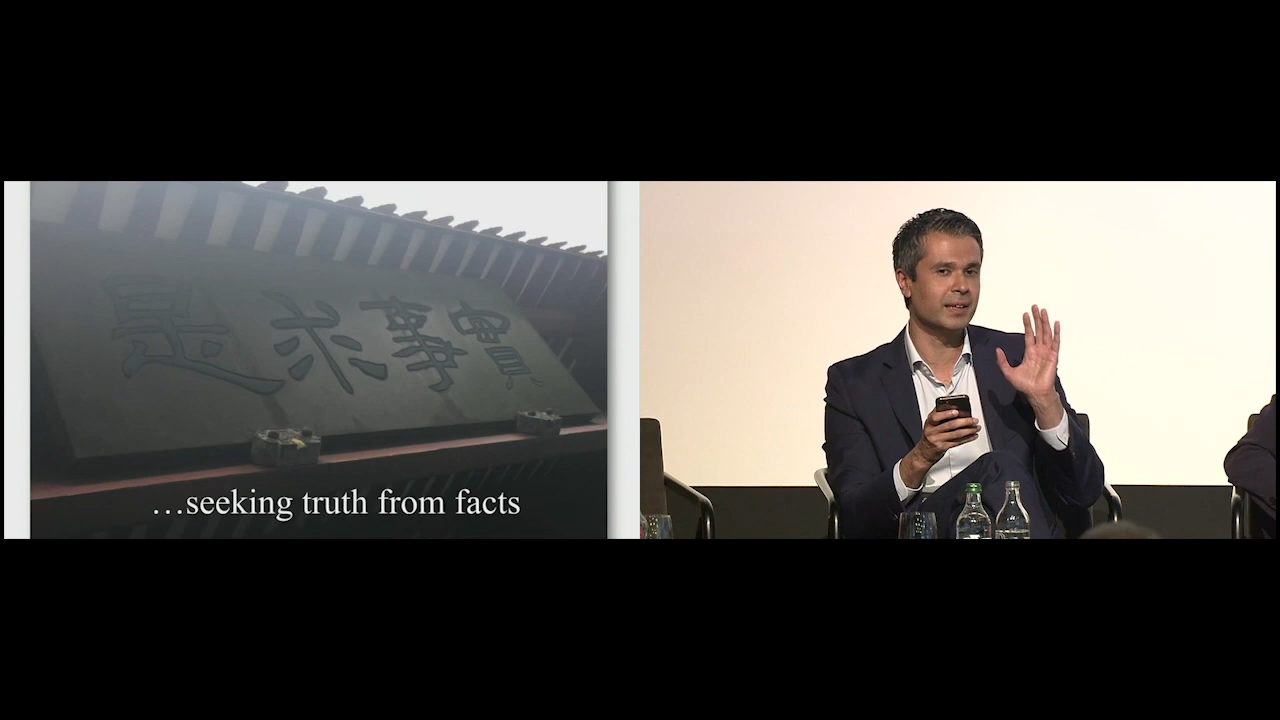 實事求是
…seeking truth from facts